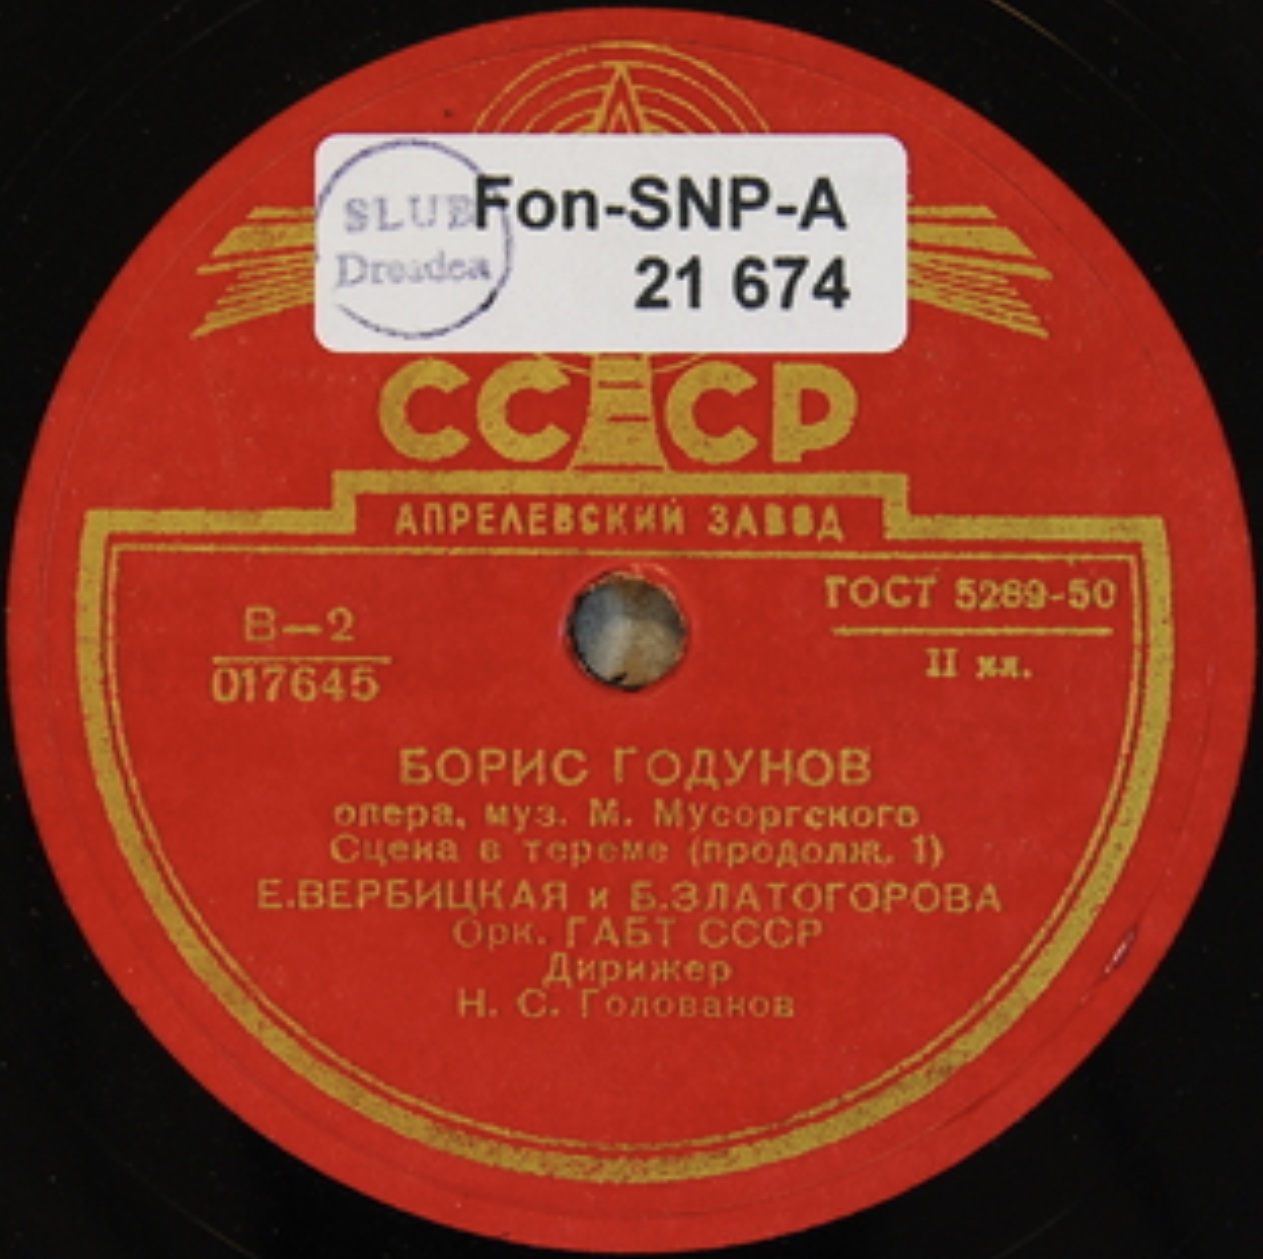 SLUB
Dresden
Fon-SNP-A
21 674
СССР
АПРЕЛЕВСКИЙ ЗАВОД
В–2
017645
ГОСТ 5289-50
II кл.
БОРИС ГОДУНОВ
опера, муз. М. Мусоргского
Сцена в тереме (продолж. 1)
Е.ВЕРБИЦКАЯ и Б.ЗЛАТОГОРОВА
Орк. ГАБТ СССР
Дирижер
Н. С. Голованов